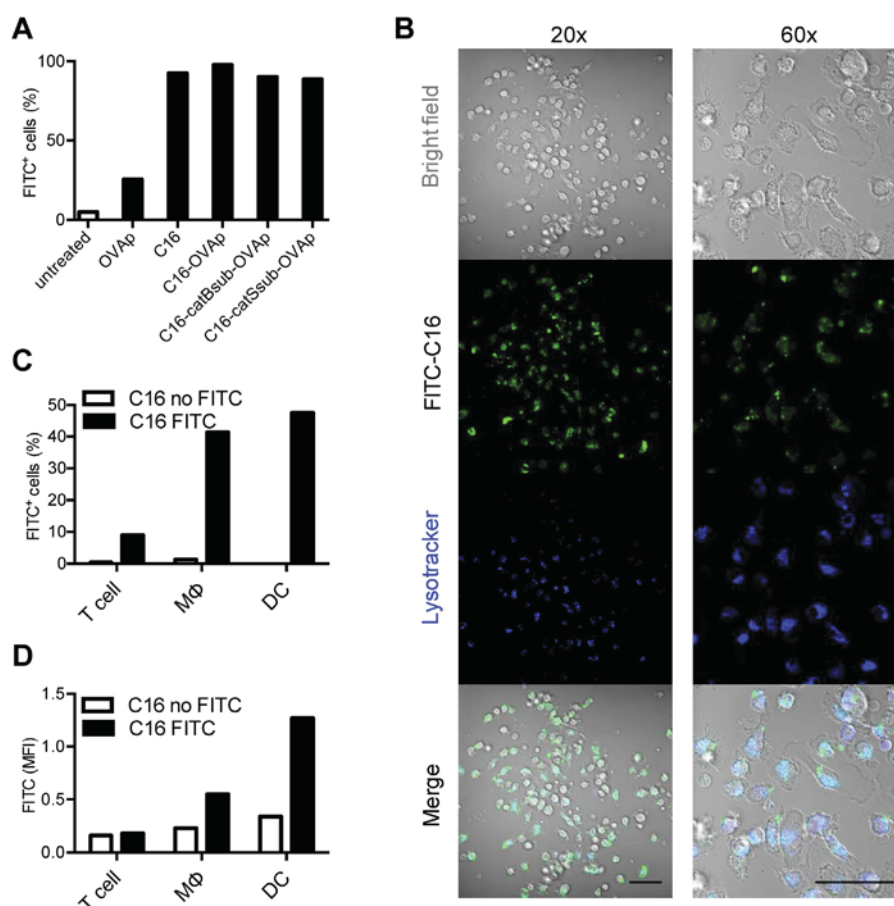 A
FITC⁺ cells (%)
100
50
0
untreated
OVAp
C16
C16-OVAp
C16-catBsub-OVAp
C16-catSsub-OVAp
B
20x
60x
Bright field
FITC-C16
Lysotracker
Merge
C
C16 no FITC
C16 FITC
FITC⁺ cells (%)
50
40
30
20
10
0
T cell
MΦ
DC
D
C16 no FITC
C16 FITC
FITC (MFI)
1.5
1.0
0.5
0.0
T cell
MΦ
DC